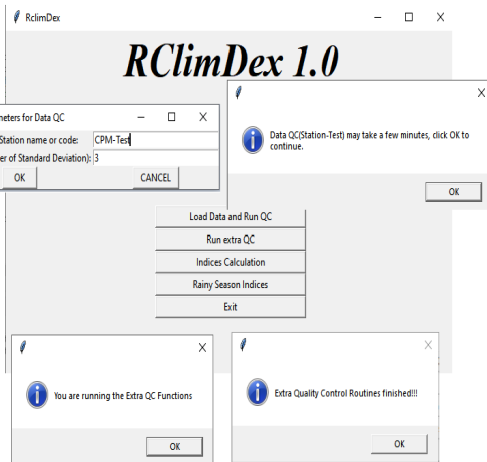 RclimDex
RClimDex 1.0
neters for Data QC
Station name or code: CPM-Test
er of Standard Deviation): 3
OK CANCEL
Data QC(Station-Test) may take a few minutes, click OK to
continue.
OK
Load Data and Run QC
Run extra QC
Indices Calculation
Rainy Season Indices
Exit
You are running the Extra QC Functions
OK
Extra Quality Control Routines finished!!!
OK